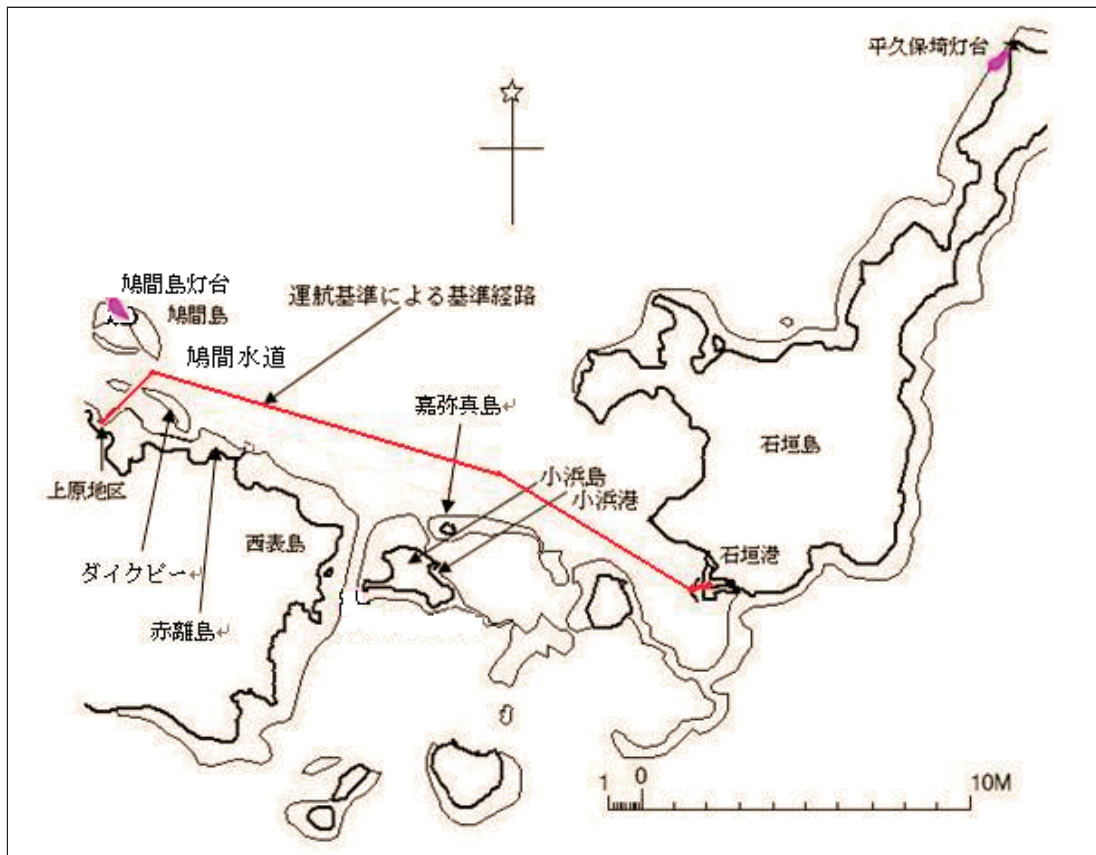 平久保埼灯台
鳩間島灯台
運航基準による基準経路
鳩間島
鳩間水道
嘉弥真島↵
石垣島
小浜島
小浜港
上原地区
西表島
石垣港
ダイクビー↵
赤離島↵
1 0 10M